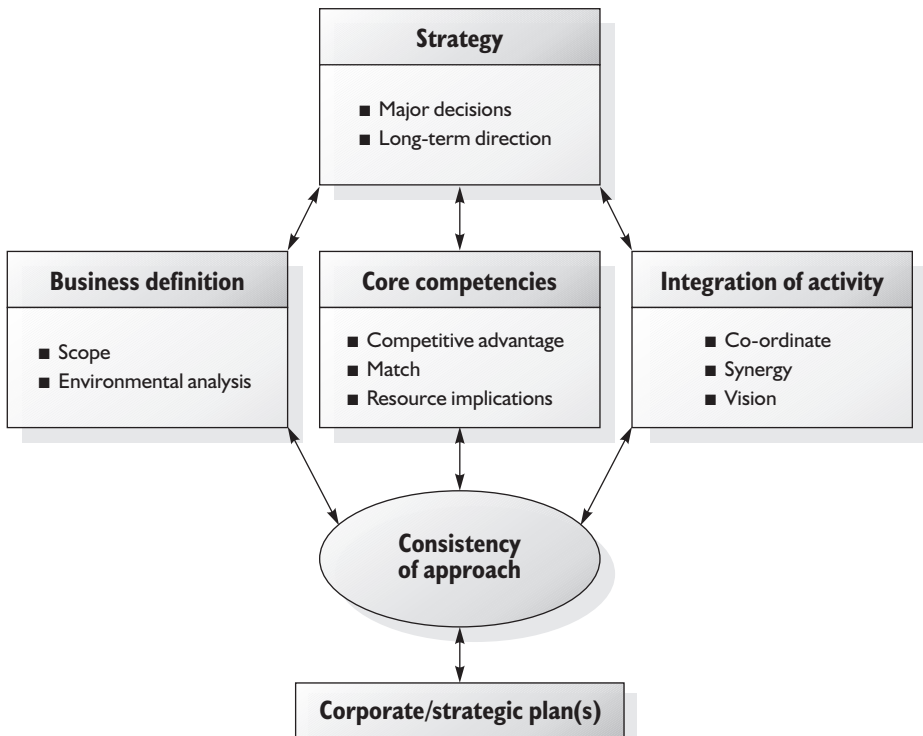 Strategy
■ Major decisions
■ Long-term direction
Business definition
■ Scope
■ Environmental analysis
Core competencies
■ Competitive advantage
■ Match
■ Resource implications
Integration of activity
■ Co-ordinate
■ Synergy
■ Vision
Consistency
of approach
Corporate/strategic plan(s)